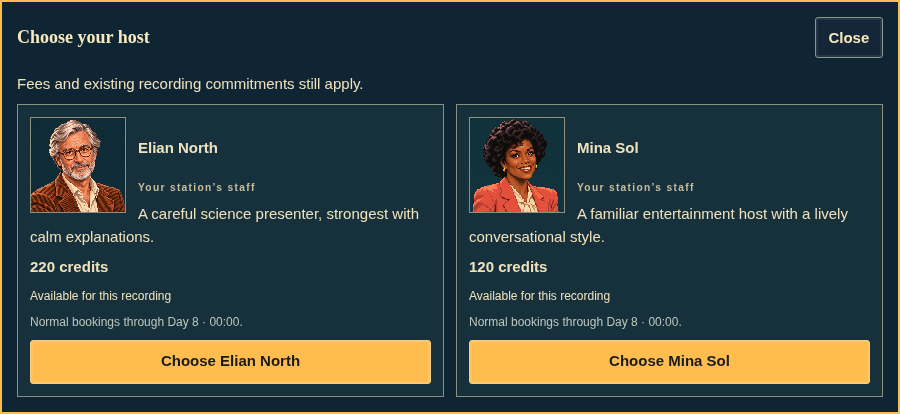 Choose your host
Close
Fees and existing recording commitments still apply.
Elian North
Your station's staff
A careful science presenter, strongest with
calm explanations.
220 credits
Available for this recording
Normal bookings through Day 8 · 00:00.
Choose Elian North
Mina Sol
Your station's staff
A familiar entertainment host with a lively
conversational style.
120 credits
Available for this recording
Normal bookings through Day 8 · 00:00.
Choose Mina Sol